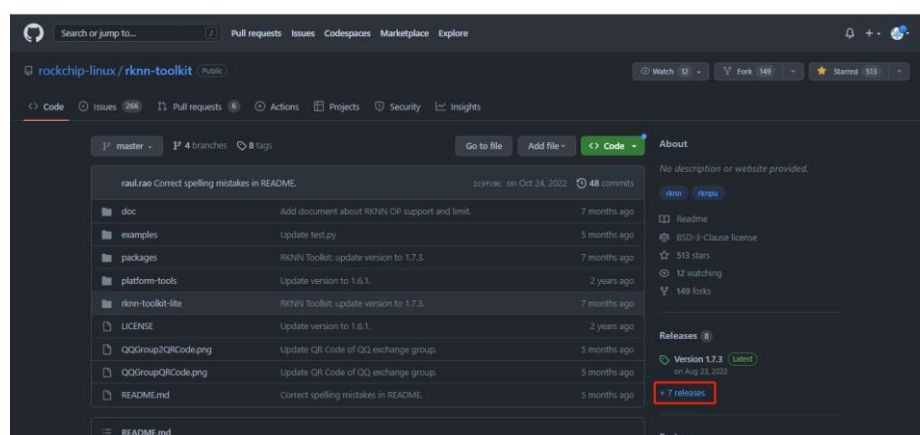 Search or jump to... / Pull requests Issues Codespaces Marketplace Explore
rockchip-linux / rknn-toolkit Public
Watch 12 Fork 149 Starred 513
<> Code Issues 266 Pull requests 6 Actions Projects Security Insights
master 4 branches 8 tags Go to file Add file <> Code
About
No description or website provided.
raul.rao Correct spelling mistakes in README. on Oct 24, 2022 48 commits
rknn rknpu
doc Add document about RKNN OP support and limit. 7 months ago
Readme
examples Update test.py 5 months ago
BSD-3-Clause license
packages RKNN Toolkit: update version to 1.7.3. 7 months ago
513 stars
platform-tools Update version to 1.6.1. 2 years ago
12 watching
149 forks
rknn-toolkit-lite RKNN Toolkit: update version to 1.7.3. 7 months ago
LICENSE Update version to 1.6.1. 2 years ago
Releases 8
QQGroup2QRCode.png Update QR Code of QQ exchange group. 5 months ago
Version 1.7.3 Latest
on Aug 23, 2022
QQGroupQRCode.png Update QR Code of QQ exchange group. 5 months ago
README.md Correct spelling mistakes in README. 5 months ago
+ 7 releases
README.md